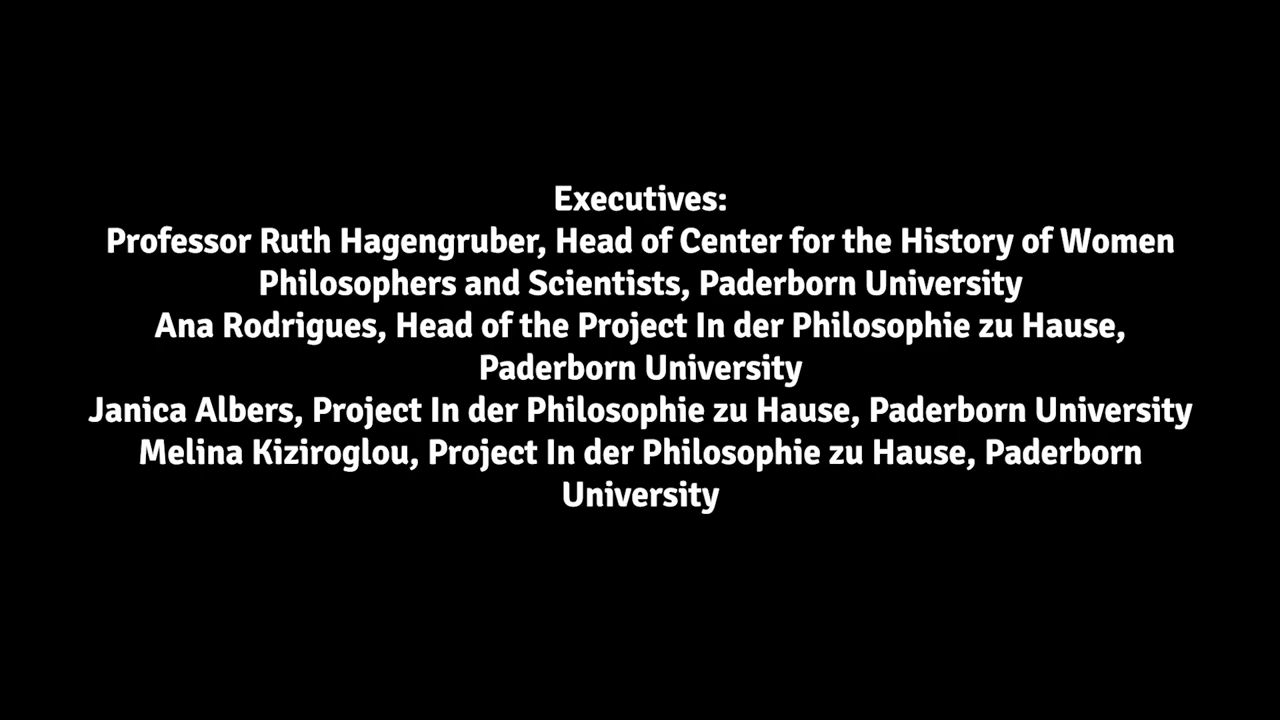 Executives:
Professor Ruth Hagengruber, Head of Center for the History of Women
Philosophers and Scientists, Paderborn University
Ana Rodrigues, Head of the Project In der Philosophie zu Hause,
Paderborn University
Janica Albers, Project In der Philosophie zu Hause, Paderborn University
Melina Kiziroglou, Project In der Philosophie zu Hause, Paderborn
University